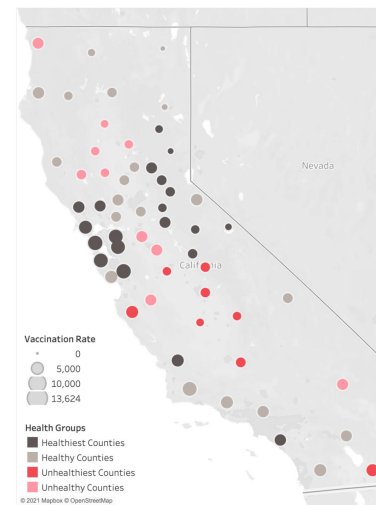 Nevada
California
Vaccination Rate
0
5,000
10,000
13,624
Health Groups
Healthiest Counties
Healthy Counties
Unhealthiest Counties
Unhealthy Counties
© 2021 Mapbox © OpenStreetMap